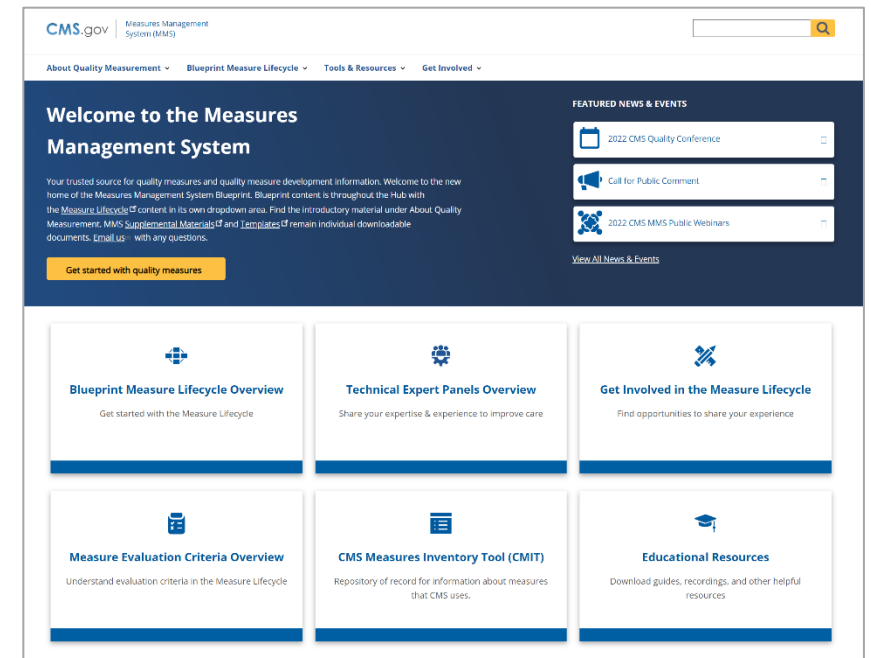 CMS.gov
Measures Management
System (MMS)
About Quality Measurement
Blueprint Measure Lifecycle
Tools & Resources
Get Involved
Welcome to the Measures
Management System
Your trusted source for quality measures and quality measure development information. Welcome to the new
home of the Measures Management System Blueprint. Blueprint content is throughout the Hub with
the Measure Lifecycle content in its own dropdown area. Find the introductory material under About Quality
Measurement. MMS Supplemental Materials and Templates remain individual downloadable
documents. Email us with any questions.
Get started with quality measures
FEATURED NEWS & EVENTS
2022 CMS Quality Conference
Call for Public Comment
2022 CMS MMS Public Webinars
View All News & Events
Blueprint Measure Lifecycle Overview
Get started with the Measure Lifecycle
Technical Expert Panels Overview
Share your expertise & experience to improve care
Get Involved in the Measure Lifecycle
Find opportunities to share your experience
Measure Evaluation Criteria Overview
Understand evaluation criteria in the Measure Lifecycle
CMS Measures Inventory Tool (CMIT)
Repository of record for information about measures
that CMS uses.
Educational Resources
Download guides, recordings, and other helpful
resources